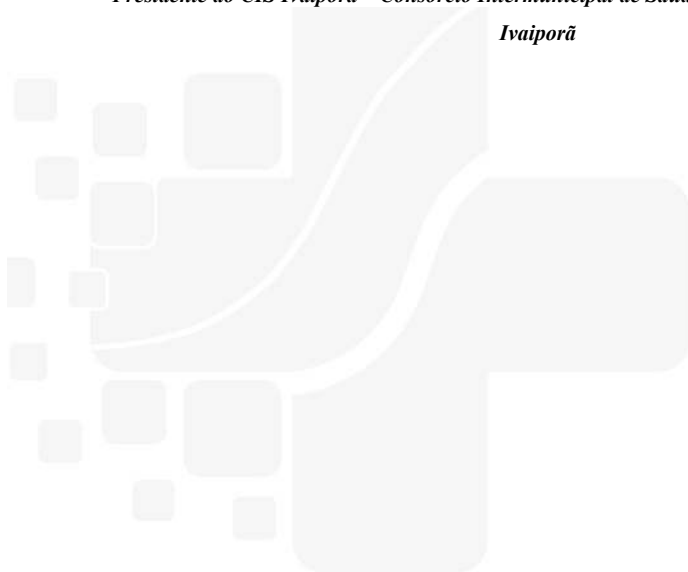 Presidente do CIS Ivaiporã – Consórcio Intermunicipal de
Ivaiporã